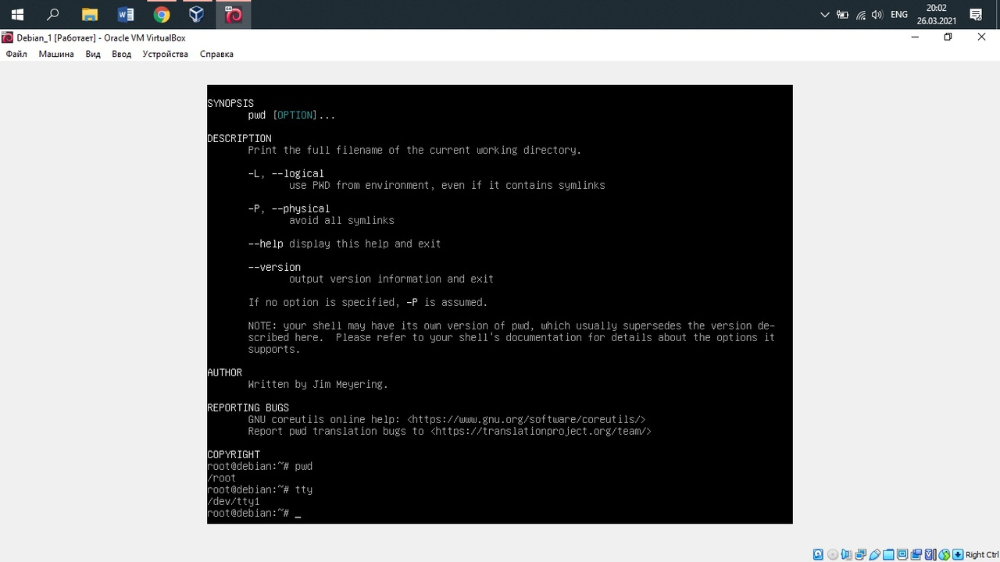 20:02
ENG
26.03.2021
Debian_1 [Работает] - Oracle VM VirtualBox
Файл Машина Вид Ввод Устройства Справка
SYNOPSIS
pwd [OPTION]...
DESCRIPTION
Print the full filename of the current working directory.
-L, --logical
use PWD from environment, even if it contains symlinks
-P, --physical
avoid all symlinks
--help display this help and exit
--version
output version information and exit
If no option is specified, -P is assumed.
NOTE: your shell may have its own version of pwd, which usually supersedes the version de-
scribed here. Please refer to your shell's documentation for details about the options it
supports.
AUTHOR
Written by Jim Meyering.
REPORTING BUGS
GNU coreutils online help: <https://www.gnu.org/software/coreutils/>
Report pwd translation bugs to <https://translationproject.org/team/>
COPYRIGHT
root@debian:~# pwd
/root
root@debian:~# tty
/dev/tty1
root@debian:~# _
Right Ctrl